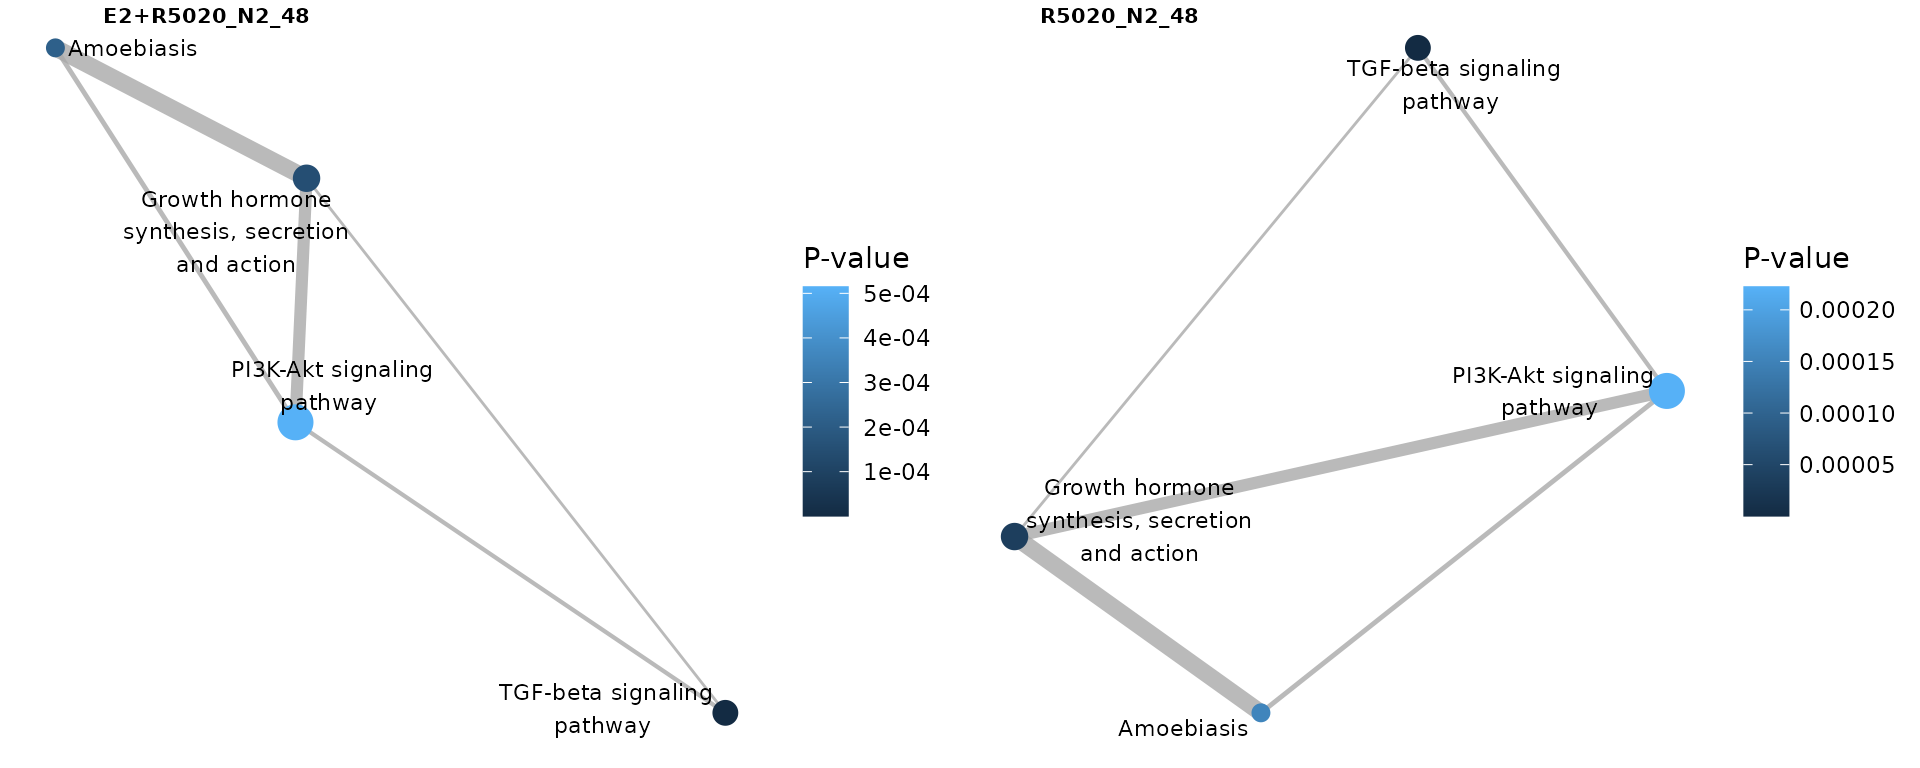 E2+R5020_N2_48
Amoebiasis
Growth hormone
synthesis, secretion
and action
PI3K-Akt signaling
pathway
TGF-beta signaling
pathway
P-value
5e-04
4e-04
3e-04
2e-04
1e-04
R5020_N2_48
TGF-beta signaling
pathway
PI3K-Akt signaling
pathway
Growth hormone
synthesis, secretion
and action
Amoebiasis
P-value
0.00020
0.00015
0.00010
0.00005